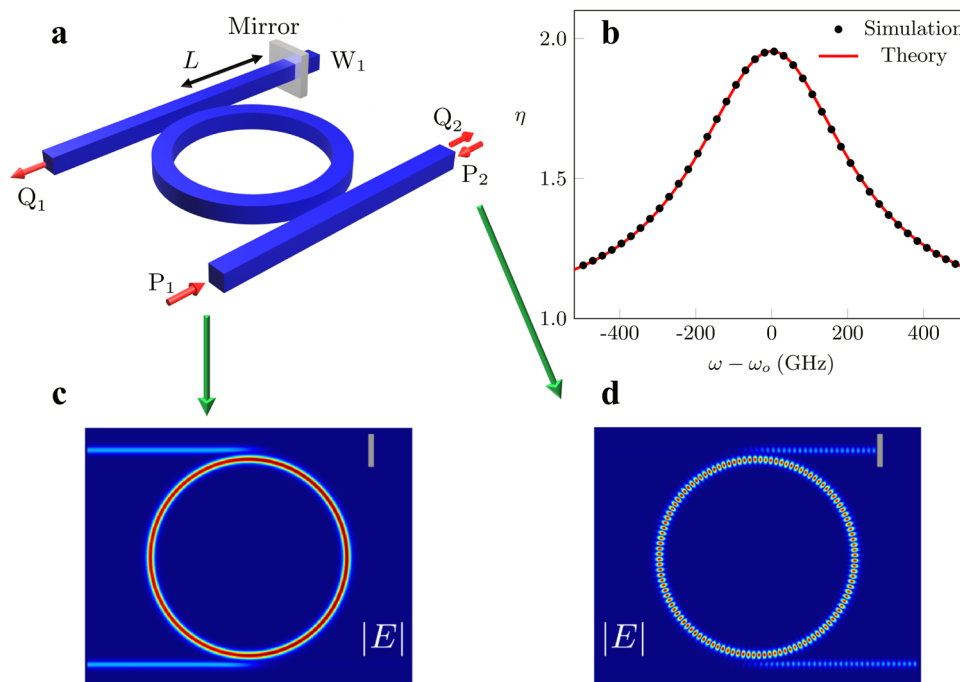 a
Mirror
L
W₁
Q₂
P₂
Q₁
P₁
b
Simulation
Theory
2.0
η
1.5
1.0
-400 -200 0 200 400
ω − ωₒ (GHz)
c
|E|
d
|E|